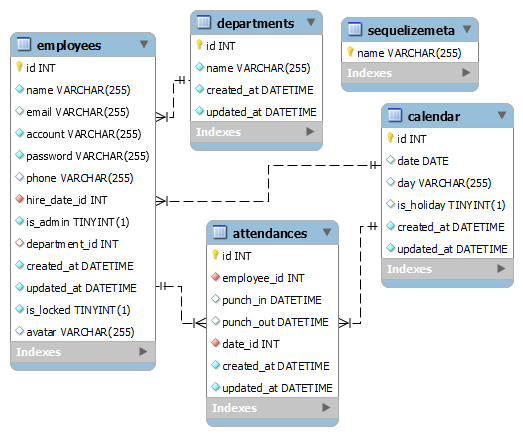 employees
id INT
name VARCHAR(255)
email VARCHAR(255)
account VARCHAR(255)
password VARCHAR(255)
phone VARCHAR(255)
hire_date_id INT
is_admin TINYINT(1)
department_id INT
created_at DATETIME
updated_at DATETIME
is_locked TINYINT(1)
avatar VARCHAR(255)
Indexes
departments
id INT
name VARCHAR(255)
created_at DATETIME
updated_at DATETIME
Indexes
sequelizemeta
name VARCHAR(255)
Indexes
calendar
id INT
date DATE
day VARCHAR(255)
is_holiday TINYINT(1)
created_at DATETIME
updated_at DATETIME
Indexes
attendances
id INT
employee_id INT
punch_in DATETIME
punch_out DATETIME
date_id INT
created_at DATETIME
updated_at DATETIME
Indexes